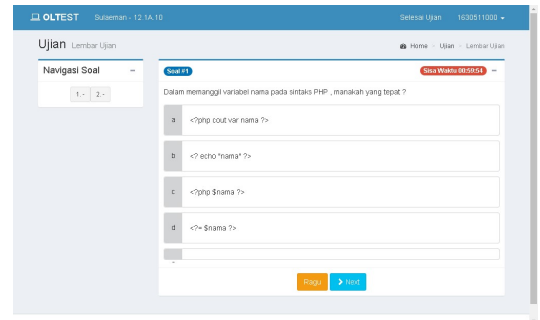 OLTEST
Sulaeman - 12.1A.10
Selesai Ujian
1630511000
Ujian Lembar Ujian
Home
Ujian
Lembar Ujian
Navigasi Soal
-
1. -
2. -
Soal #1
Sisa Waktu 00:59:54
-
Dalam memanggil variabel nama pada sintaks PHP , manakah yang tepat ?
a <?php cout var nama ?>
b <? echo "nama" ?>
c <?php $nama ?>
d <?= $nama ?>
Ragu
Next